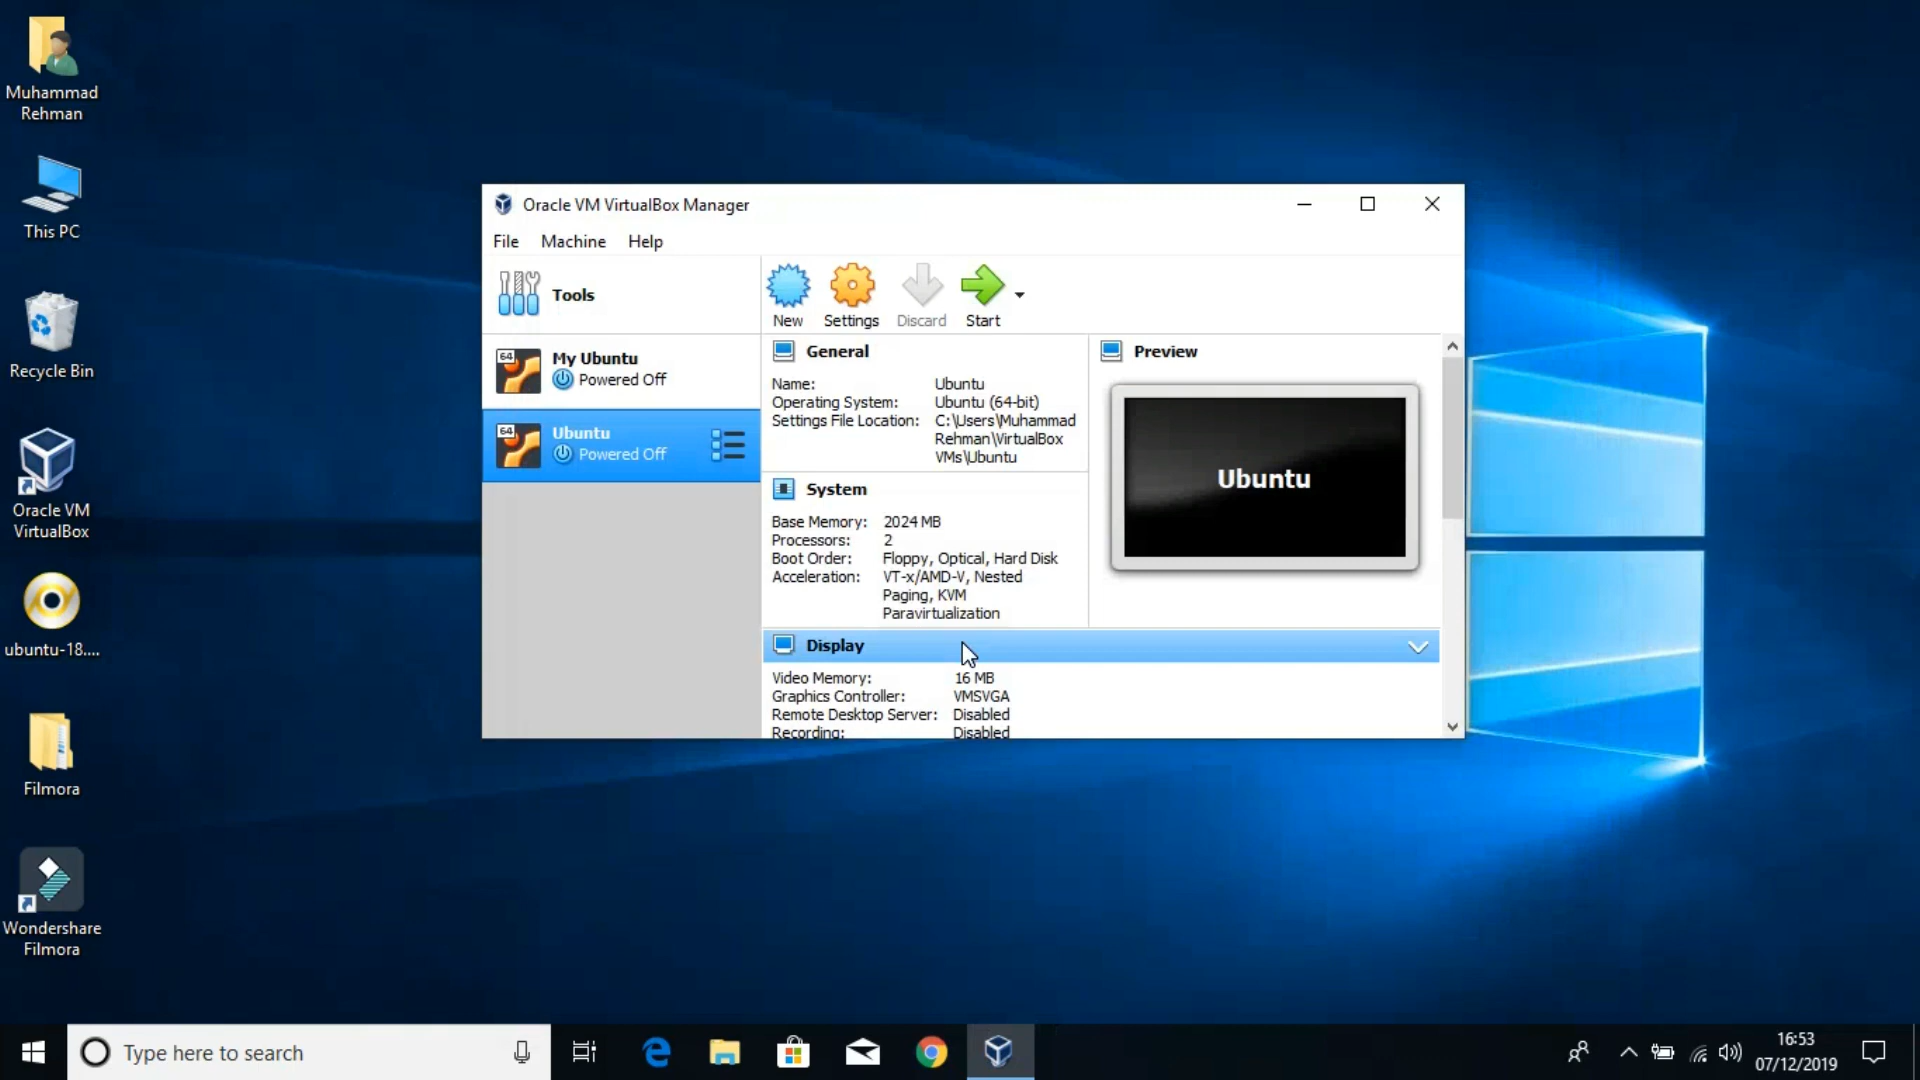 Muhammad
Rehman
This PC
Recycle Bin
Oracle VM
VirtualBox
ubuntu-18....
Filmora
Wondershare
Filmora
Oracle VM VirtualBox Manager
File Machine Help
Tools
New Settings Discard Start
64 My Ubuntu
Powered Off
64 Ubuntu
Powered Off
General
Name: Ubuntu
Operating System: Ubuntu (64-bit)
Settings File Location: C:\Users\Muhammad
Rehman\VirtualBox
VMs\Ubuntu
System
Base Memory: 2024 MB
Processors: 2
Boot Order: Floppy, Optical, Hard Disk
Acceleration: VT-x/AMD-V, Nested
Paging, KVM
Paravirtualization
Preview
Ubuntu
Display
Video Memory: 16 MB
Graphics Controller: VMSVGA
Remote Desktop Server: Disabled
Recording: Disabled
Type here to search
16:53
07/12/2019